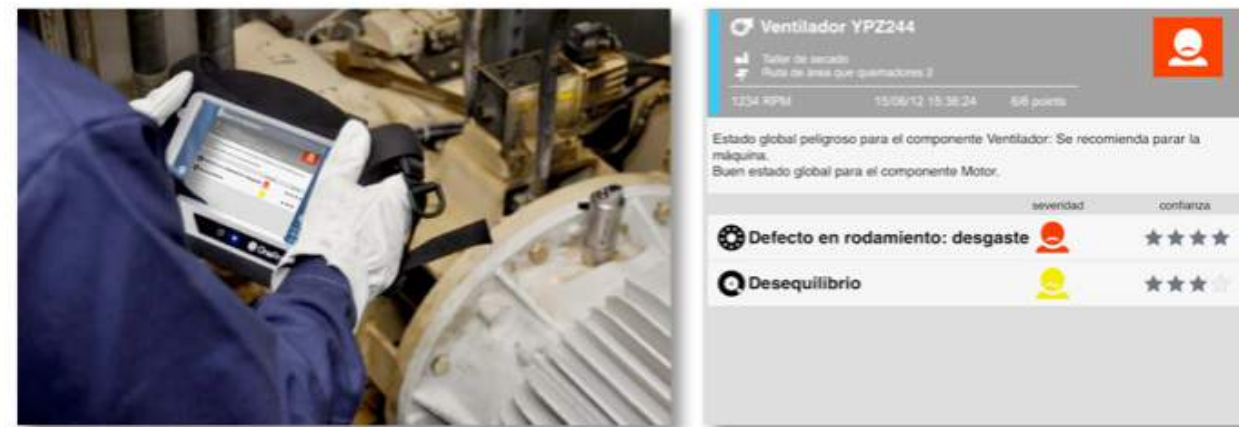 Ventilador YPZ244
Taller de secado
Ruta de área que quemadores 2
1234 RPM 15/06/12 15:38:24 6/6 points
Estado global peligroso para el componente Ventilador: Se recomienda parar la
máquina.
Buen estado global para el componente Motor.
severidad confianza
Defecto en rodamiento: desgaste
Desequilibrio